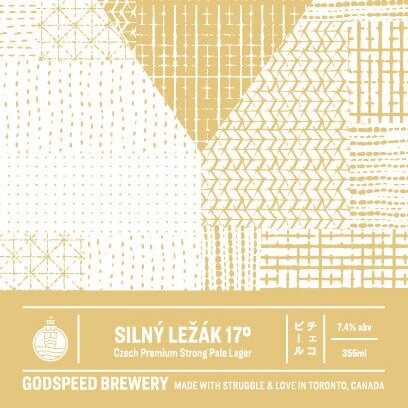 SILNÝ LEŽÁK 17º
Czech Premium Strong Pale Lager
チェコ
ビール
7.4% abv
355ml
GODSPEED BREWERY MADE WITH STRUGGLE & LOVE IN TORONTO, CANADA